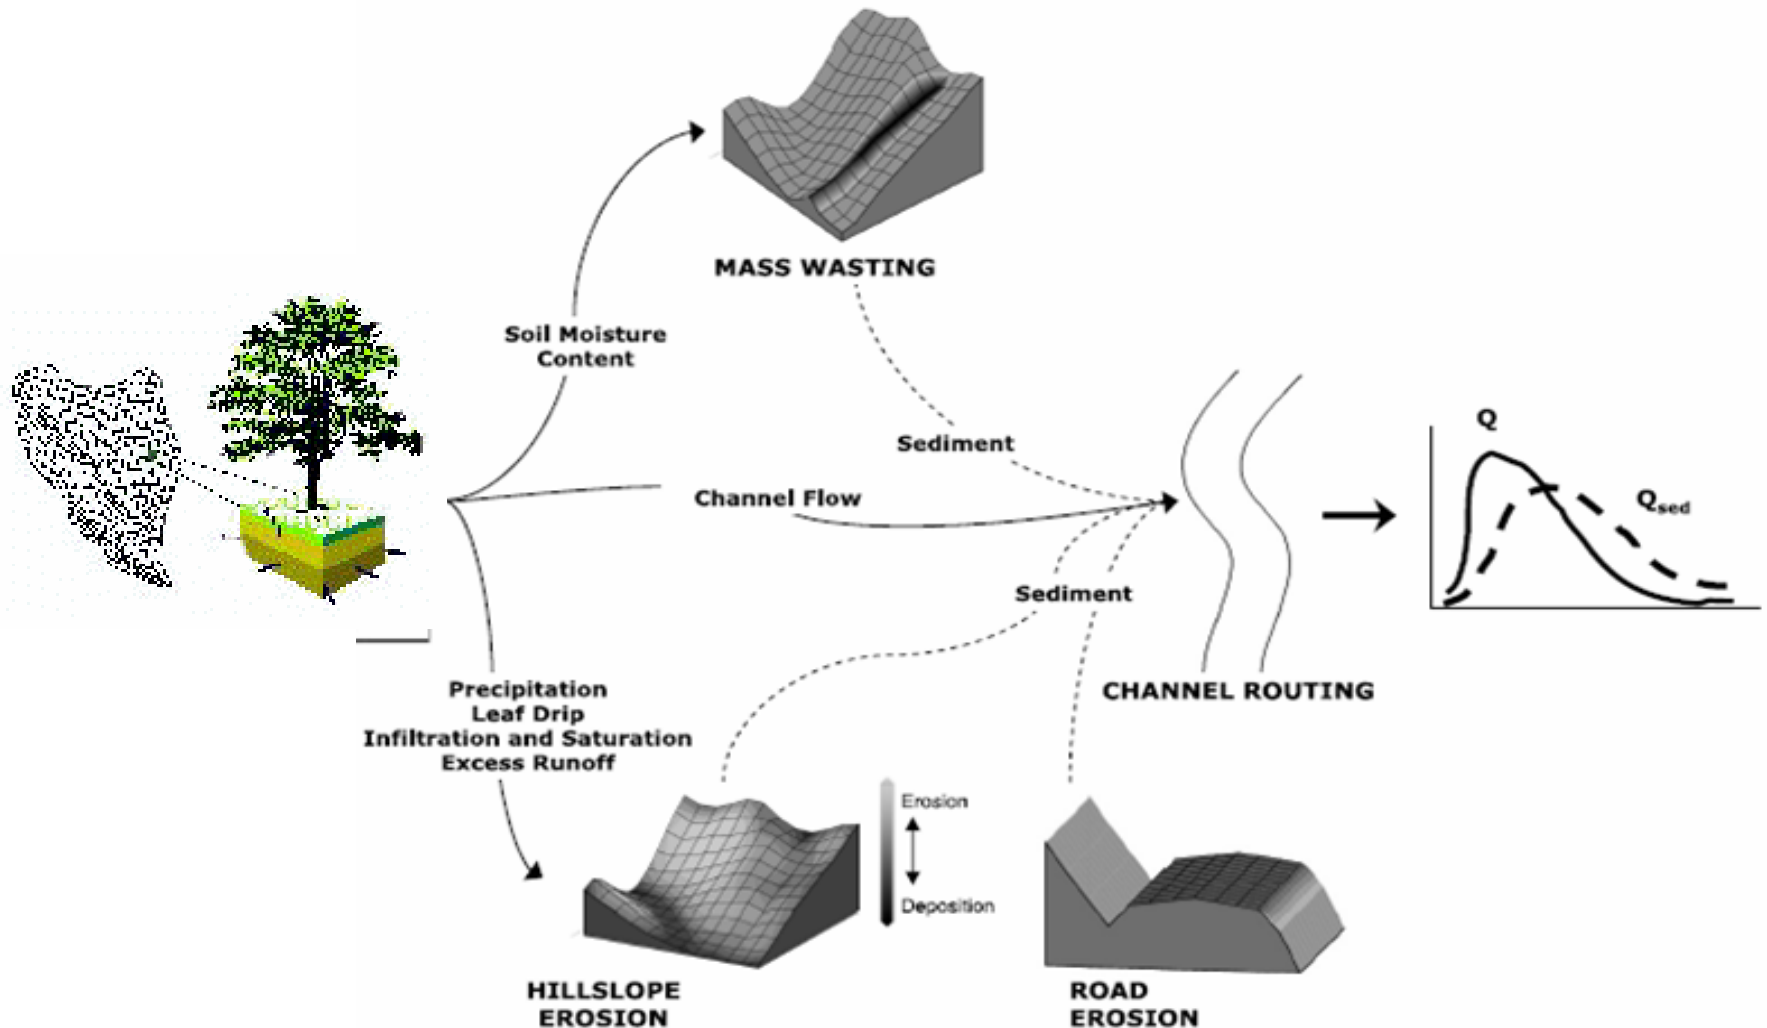 MASS WASTING
Soil Moisture
Content
Sediment
Channel Flow
Q
Qsed
Sediment
CHANNEL ROUTING
Precipitation
Leaf Drip
Infiltration and Saturation
Excess Runoff
Erosion
Deposition
HILLSLOPE
EROSION
ROAD
EROSION